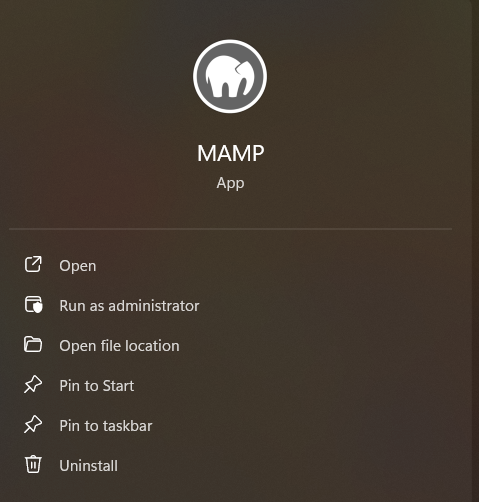 MAMP
App
Open
Run as administrator
Open file location
Pin to Start
Pin to taskbar
Uninstall